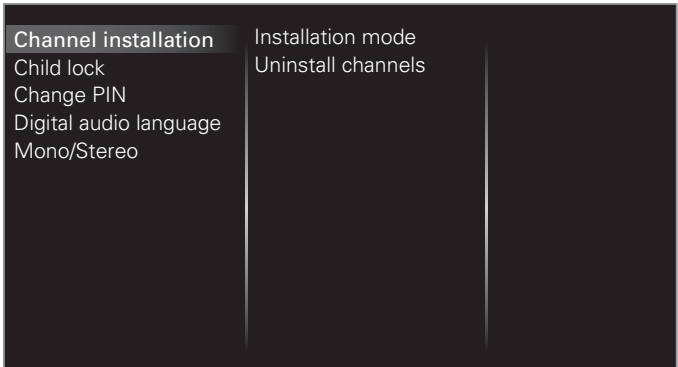 Channel installation
Child lock
Change PIN
Digital audio language
Mono/Stereo
Installation mode
Uninstall channels